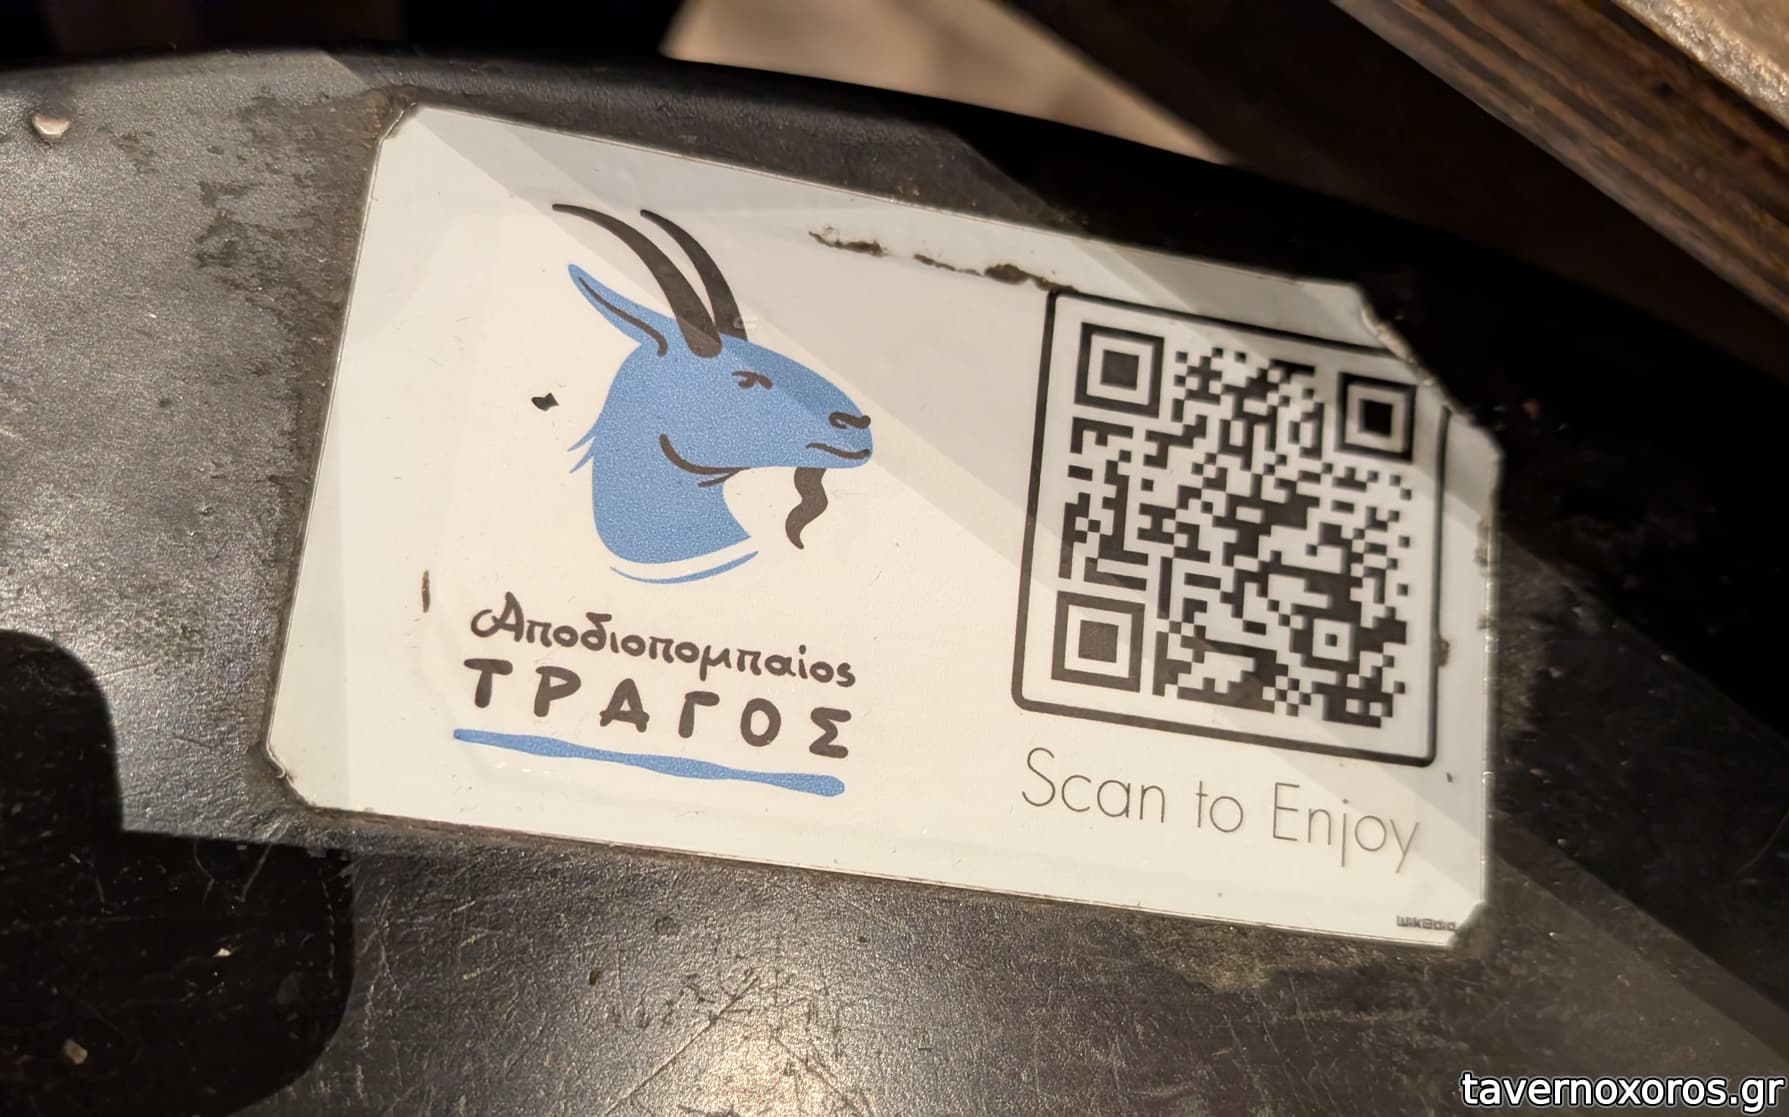 Αποδιοπομπαίος
ΤΡΑΓΟΣ
Scan to Enjoy
tavernoxoros.gr